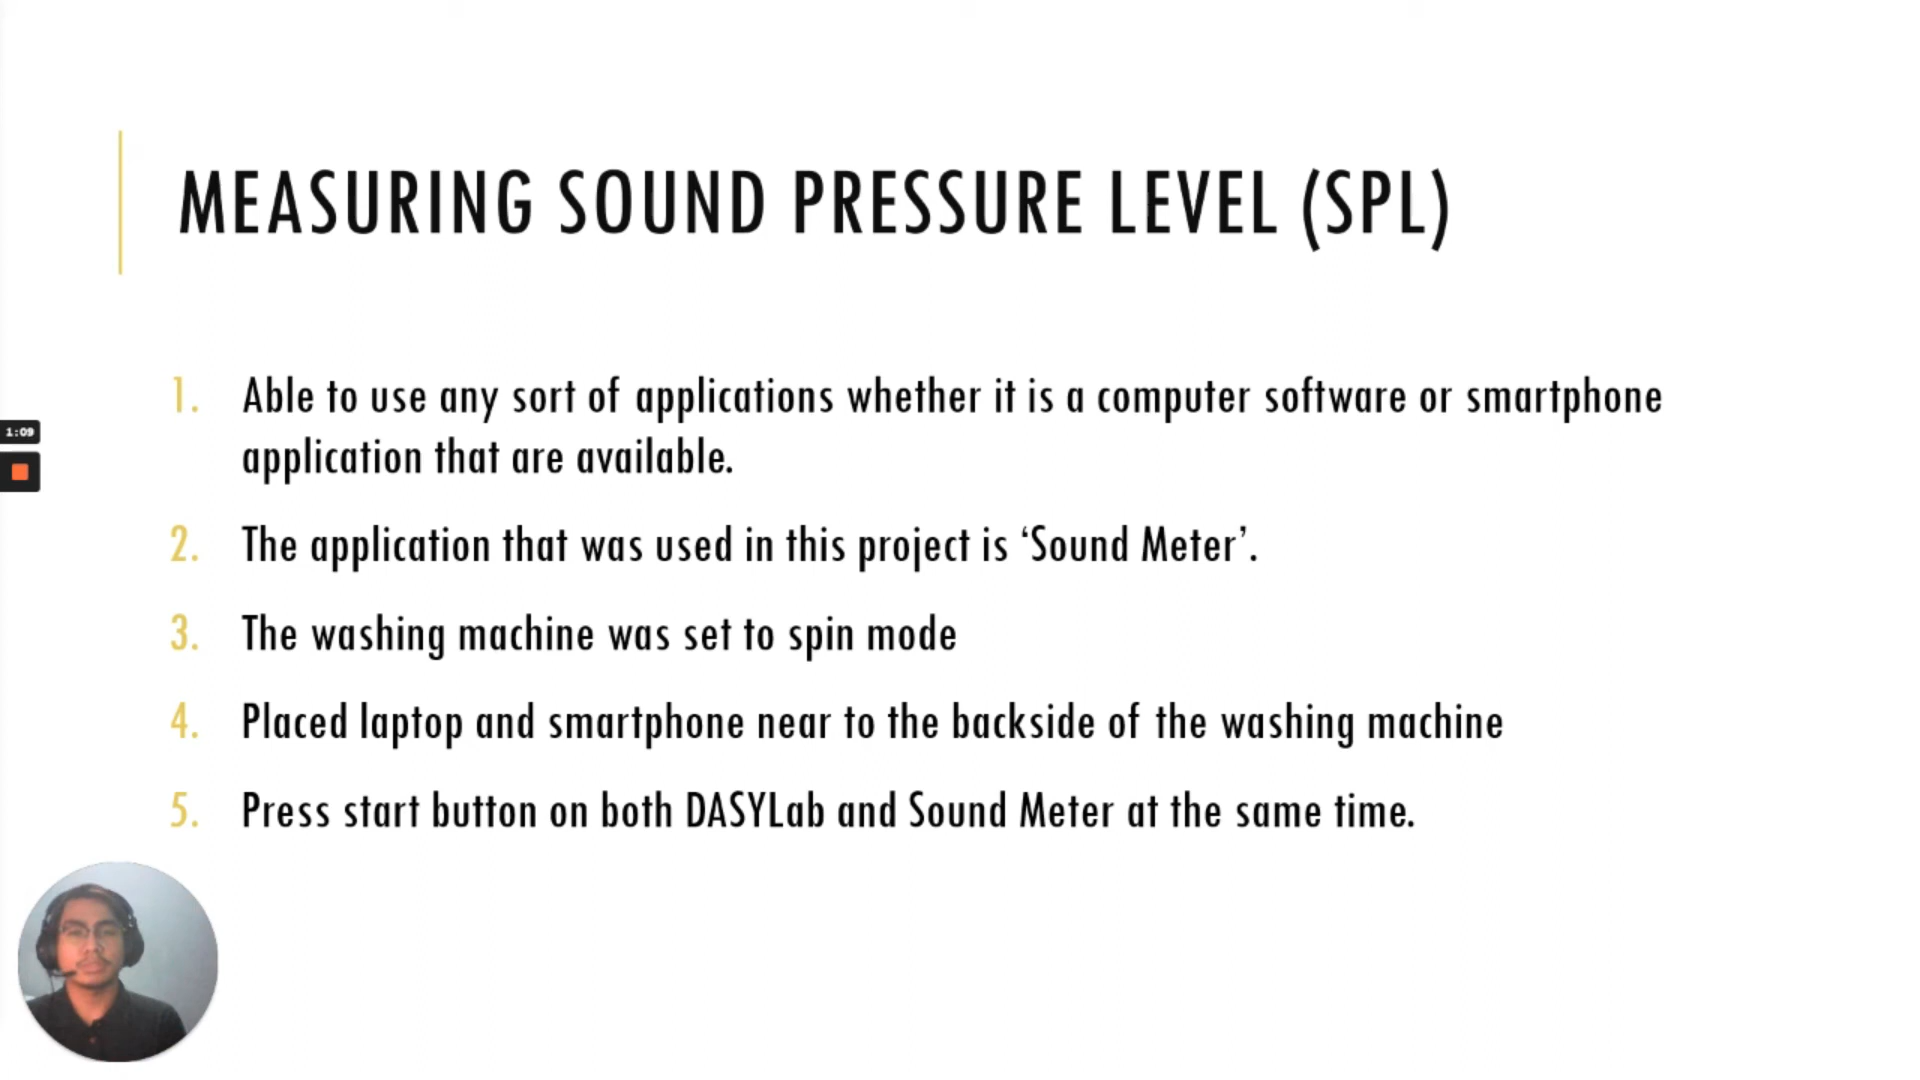 MEASURING SOUND PRESSURE LEVEL (SPL)
1. Able to use any sort of applications whether it is a computer software or smartphone
application that are available.
1:09
2. The application that was used in this project is ‘Sound Meter’.
3. The washing machine was set to spin mode
4. Placed laptop and smartphone near to the backside of the washing machine
5. Press start button on both DASYLab and Sound Meter at the same time.